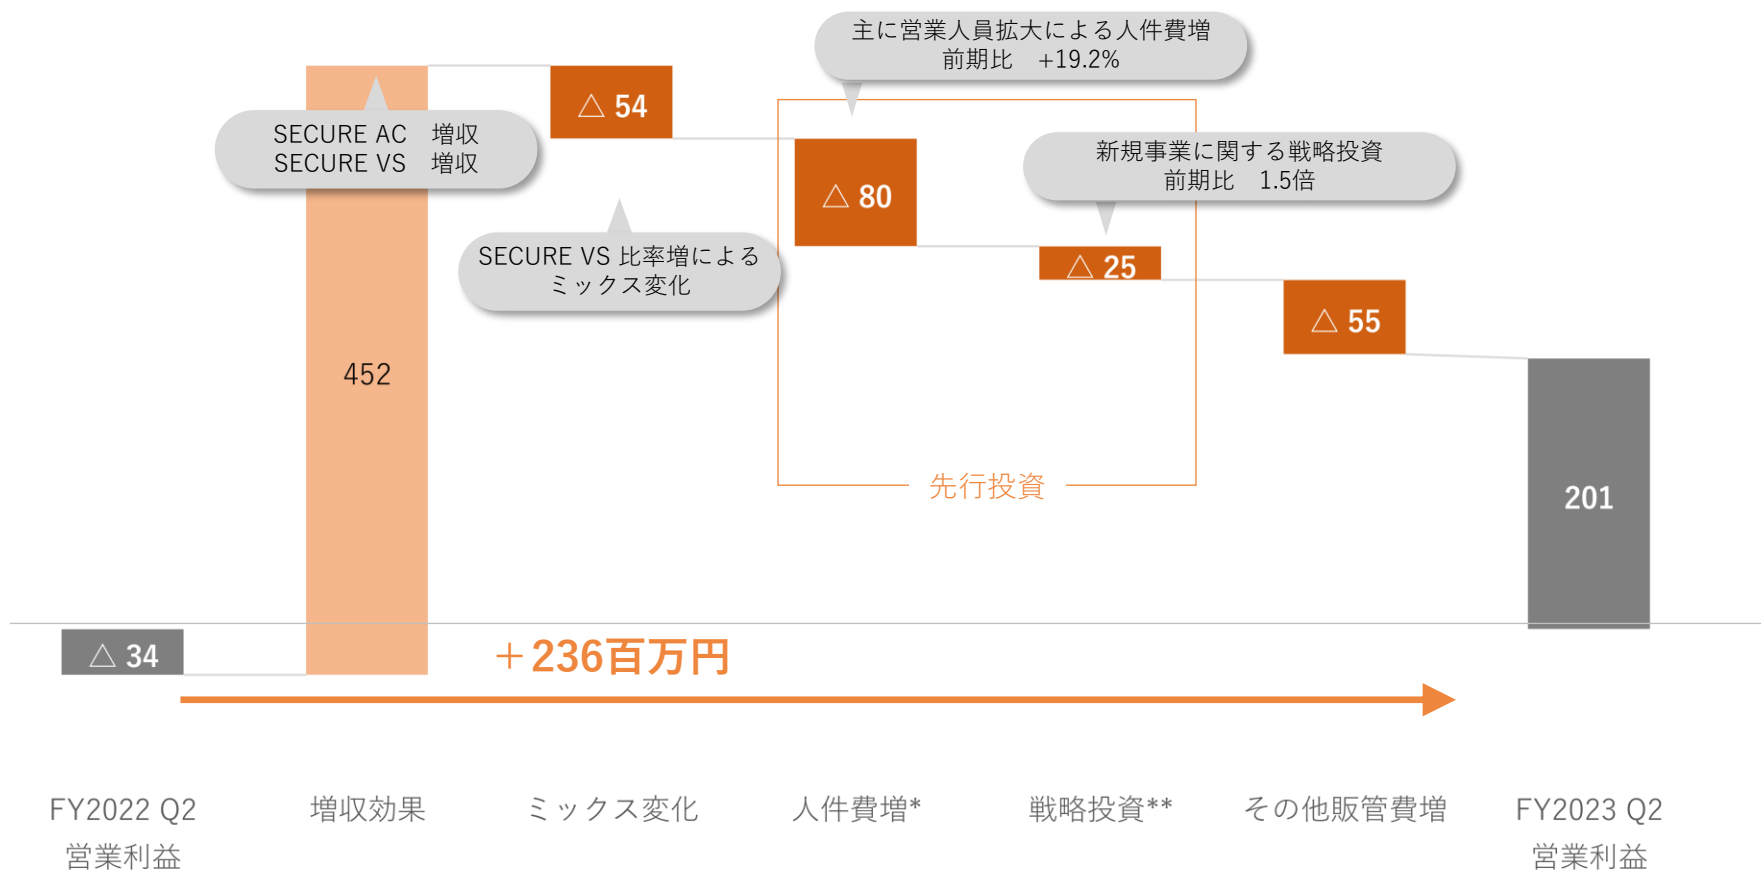 主に営業人員拡大による人件費増
前期比　+19.2%
△ 54
SECURE AC　増収
SECURE VS　増収
新規事業に関する戦略投資
前期比　1.5倍
△ 80
SECURE VS 比率増による
ミックス変化
△ 25
△ 55
452
先行投資
201
△ 34
＋236百万円
FY2022 Q2
営業利益
増収効果
ミックス変化
人件費増*
戦略投資**
その他販管費増
FY2023 Q2
営業利益